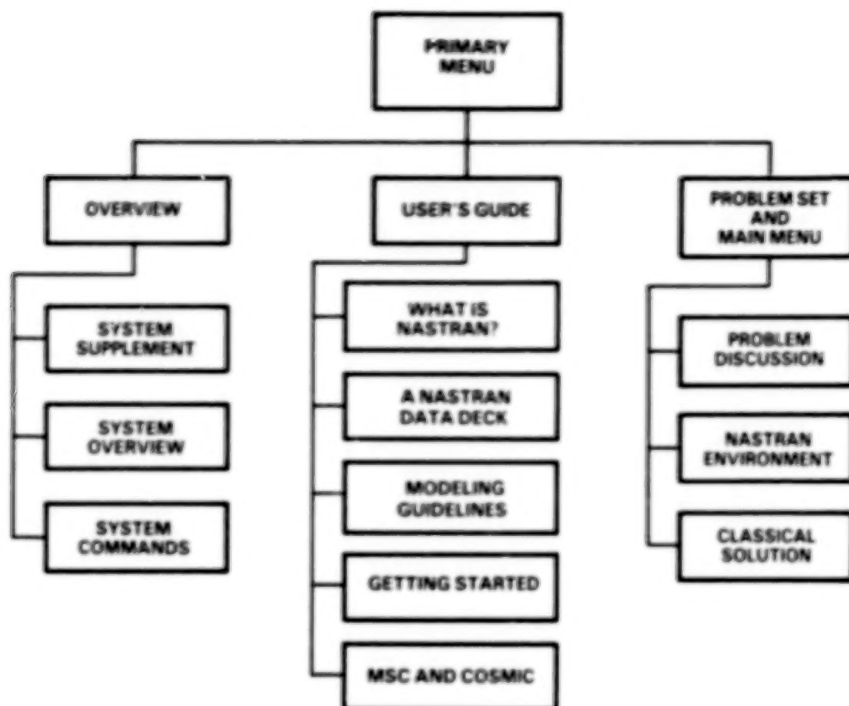 PRIMARY
MENU
OVERVIEW
USER'S GUIDE
PROBLEM SET
AND
MAIN MENU
SYSTEM
SUPPLEMENT
SYSTEM
OVERVIEW
SYSTEM
COMMANDS
WHAT IS
NASTRAN?
A NASTRAN
DATA DECK
MODELING
GUIDELINES
GETTING STARTED
MSC AND COSMIC
PROBLEM
DISCUSSION
NASTRAN
ENVIRONMENT
CLASSICAL
SOLUTION